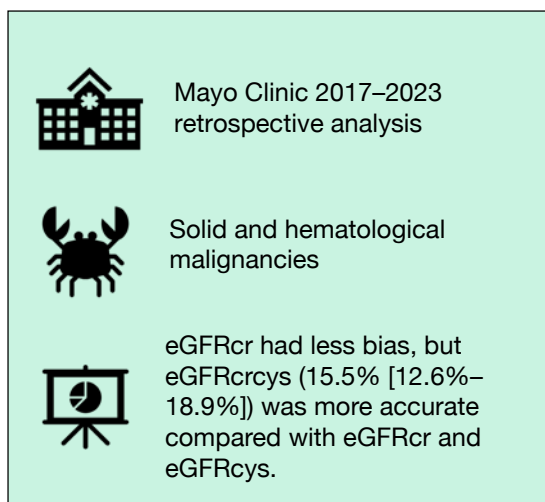 Mayo Clinic 2017–2023
retrospective analysis
Solid and hematological
malignancies
eGFRcr had less bias, but
eGFRcrcys (15.5% [12.6%–
18.9%]) was more accurate
compared with eGFRcr and
eGFRcys.